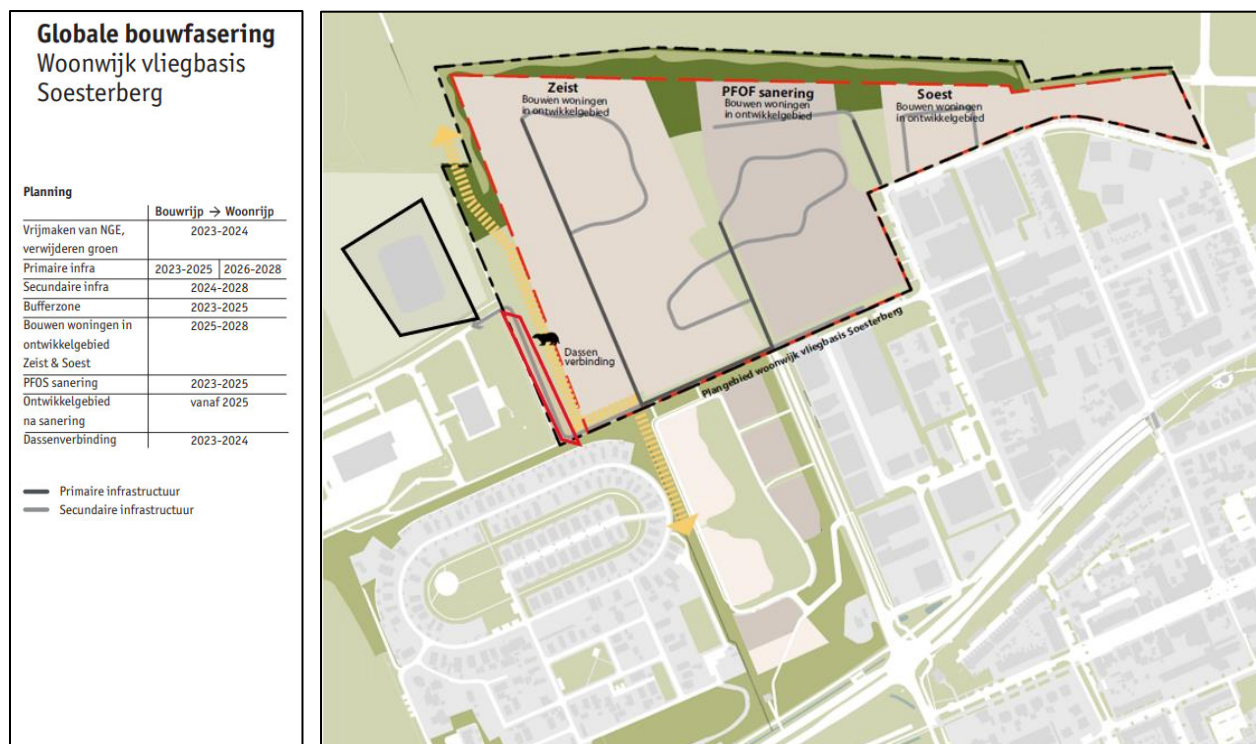 Globale bouwfasering
Woonwijk vliegbasis
Soesterberg
Planning
Bouwrijp → Woonrijp
Vrijmaken van NGE, 2023-2024
verwijderen groen
Primaire infra 2023-2025 2026-2028
Secundaire infra 2024-2028
Bufferzone 2023-2025
Bouwen woningen in 2025-2028
ontwikkelgebied
Zeist & Soest
PFOS sanering 2023-2025
Ontwikkelgebied vanaf 2025
na sanering
Dassenverbinding 2023-2024
Primaire infrastructuur
Secundaire infrastructuur
Zeist
Bouwen woningen
in ontwikkelgebied
PFOF sanering
Bouwen woningen
in ontwikkelgebied
Soest
Bouwen woningen
in ontwikkelgebied
Dassen
verbinding
Plangebied woonwijk vliegbasis Soesterberg